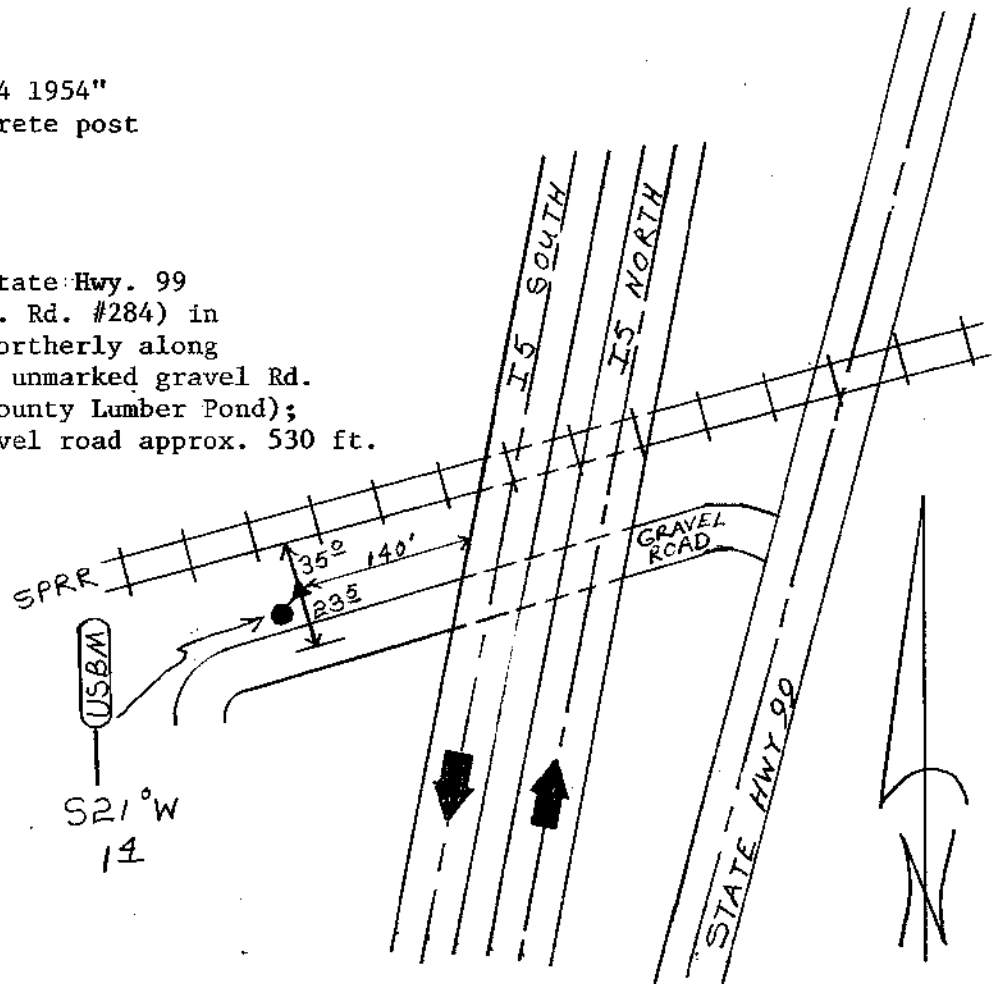 4 1954"
rete post
tate Hwy. 99
. Rd. #284) in
ortherly along
unmarked gravel Rd.
ounty Lumber Pond);
vel road approx. 530 ft.
I5 SOUTH
I5 NORTH
GRAVEL
ROAD
SPRR
35⁰
140'
23⁵
USBM
S21°W
1⁴
STATE HWY 99
N